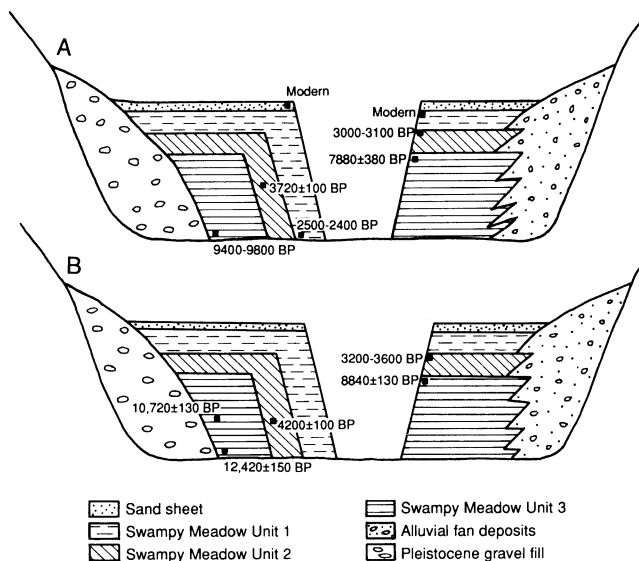 A
Modern
Modern
3000-3100 BP
7880±380 BP
3720±100 BP
2500-2400 BP
9400-9800 BP
B
3200-3600 BP
8840±130 BP
10,720±130 BP
4200±100 BP
12,420±150 BP
Sand sheet
Swampy Meadow Unit 1
Swampy Meadow Unit 2
Swampy Meadow Unit 3
Alluvial fan deposits
Pleistocene gravel fill